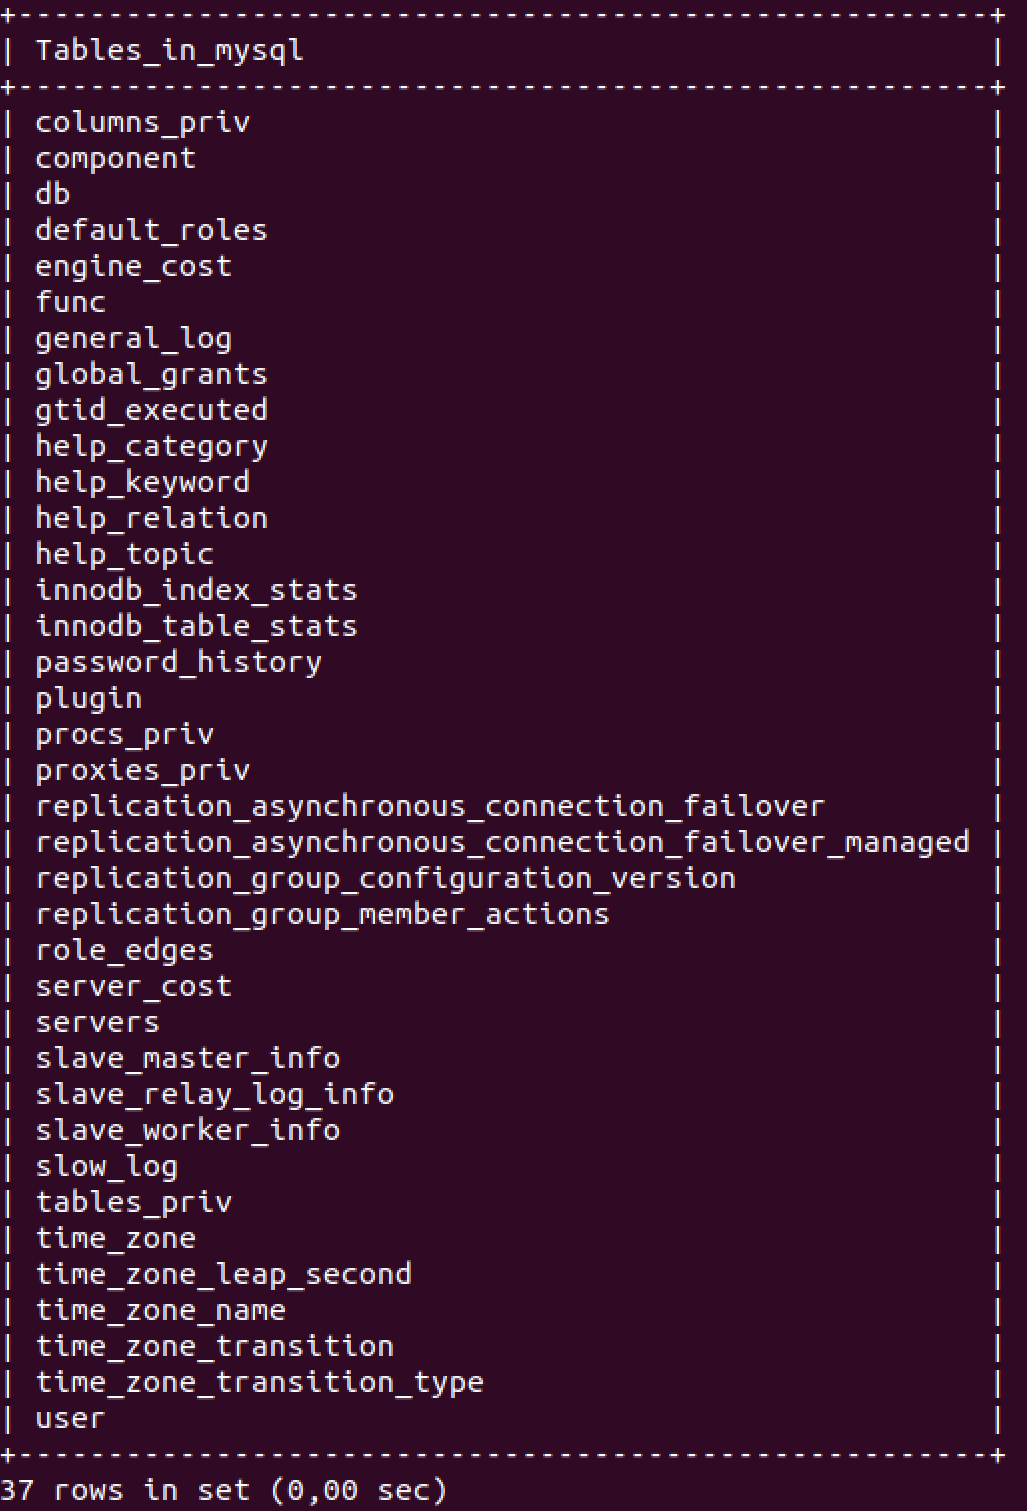 +------------------------------------------------------+
| Tables_in_mysql                                      |
+------------------------------------------------------+
| columns_priv                                         |
| component                                            |
| db                                                   |
| default_roles                                        |
| engine_cost                                          |
| func                                                 |
| general_log                                          |
| global_grants                                        |
| gtid_executed                                        |
| help_category                                        |
| help_keyword                                         |
| help_relation                                        |
| help_topic                                           |
| innodb_index_stats                                   |
| innodb_table_stats                                   |
| password_history                                     |
| plugin                                               |
| procs_priv                                           |
| proxies_priv                                         |
| replication_asynchronous_connection_failover         |
| replication_asynchronous_connection_failover_managed |
| replication_group_configuration_version              |
| replication_group_member_actions                     |
| role_edges                                           |
| server_cost                                          |
| servers                                              |
| slave_master_info                                    |
| slave_relay_log_info                                 |
| slave_worker_info                                    |
| slow_log                                             |
| tables_priv                                          |
| time_zone                                            |
| time_zone_leap_second                                |
| time_zone_name                                       |
| time_zone_transition                                 |
| time_zone_transition_type                            |
| user                                                 |
+------------------------------------------------------+
37 rows in set (0,00 sec)